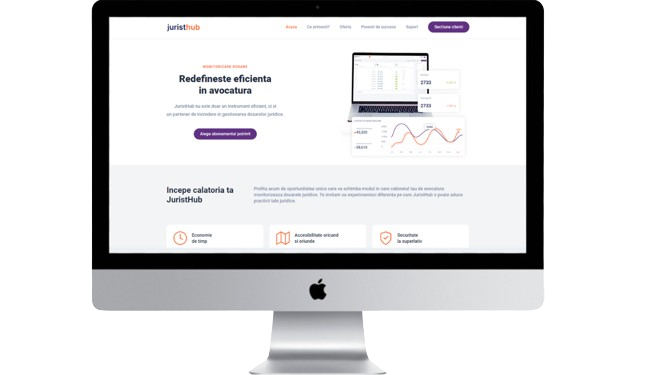 juristhub
Acasa
Ce primesti?
Oferta
Povesti de succes
Suport
Sectiune clienti
MONITORIZARE DOSARE
Redefineste eficienta
in avocatura
JuristHub nu este doar un instrument eficient, ci si
un partener de incredere in gestionarea dosarelor juridice
Alege abonamentul potrivit
2733
2733
Incepe calatoria ta
JuristHub
Profita acum de oportunitatea unica care va schimba modul in care cabinetul tau de avocatura
monitorizeaza dosarele juridice. Te invitam sa experimentezi diferenta pe care JuristHub o poate aduce
practicii tale juridice.
Economie
de timp
Accesibilitate oricand
si oriunde
Securitate
la superlativ